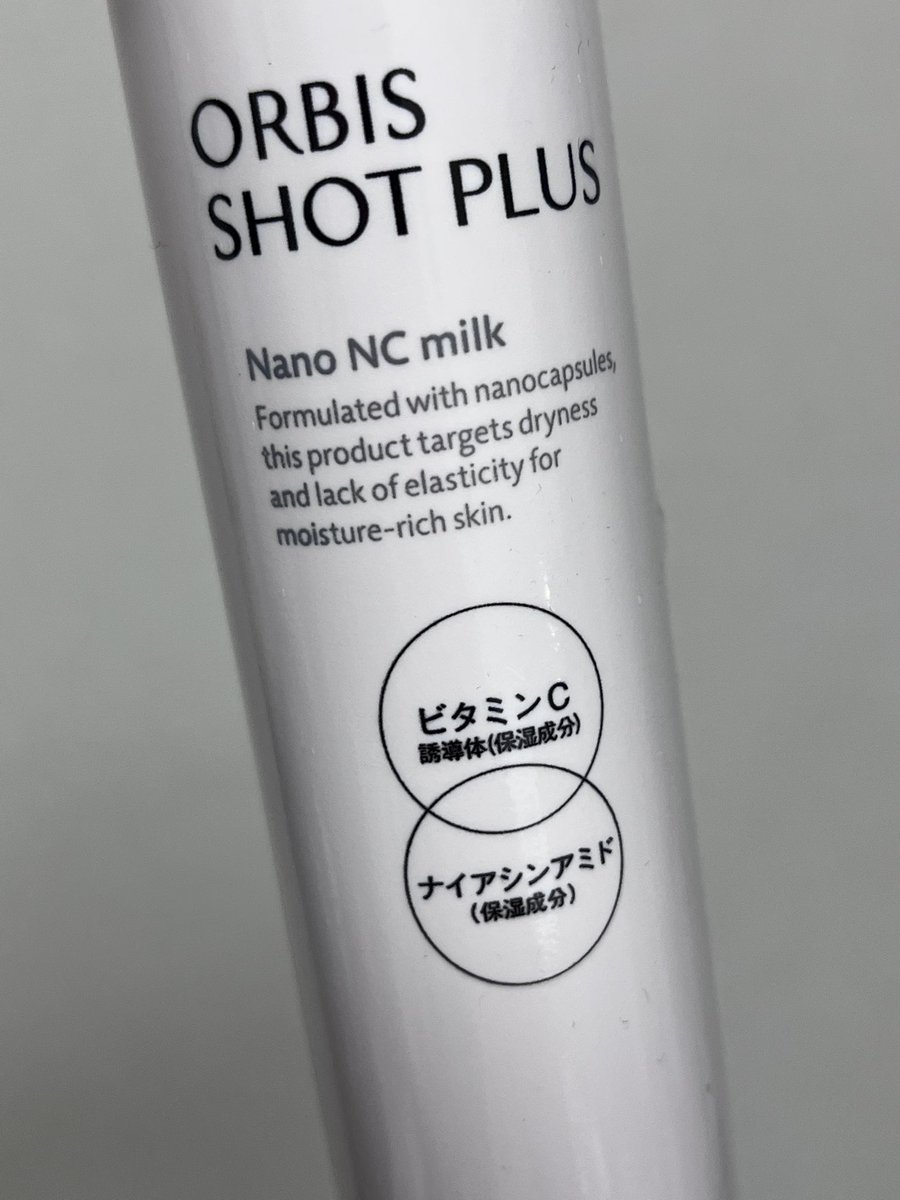 ORBIS
SHOT PLUS
Nano NC milk
Formulated with nanocapsules,
this product targets dryness
and lack of elasticity for
moisture-rich skin.
ビタミンC
誘導体(保湿成分)
ナイアシンアミド
(保湿成分)